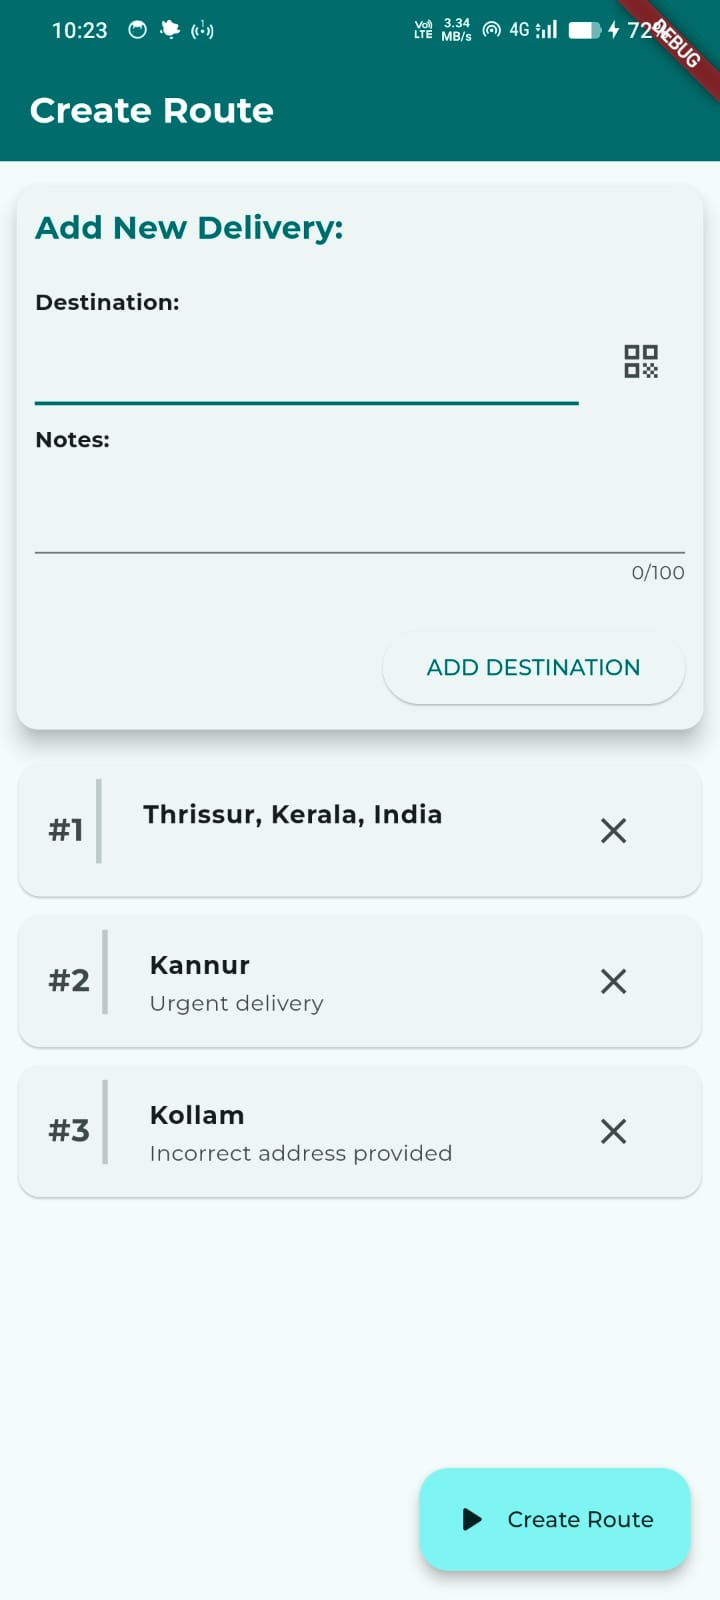 10:23 Vo) LTE 3.34 MB/s 4G 72%
DEBUG
Create Route
Add New Delivery:
Destination:
Notes:
0/100
ADD DESTINATION
#1 Thrissur, Kerala, India
#2 Kannur
Urgent delivery
#3 Kollam
Incorrect address provided
Create Route